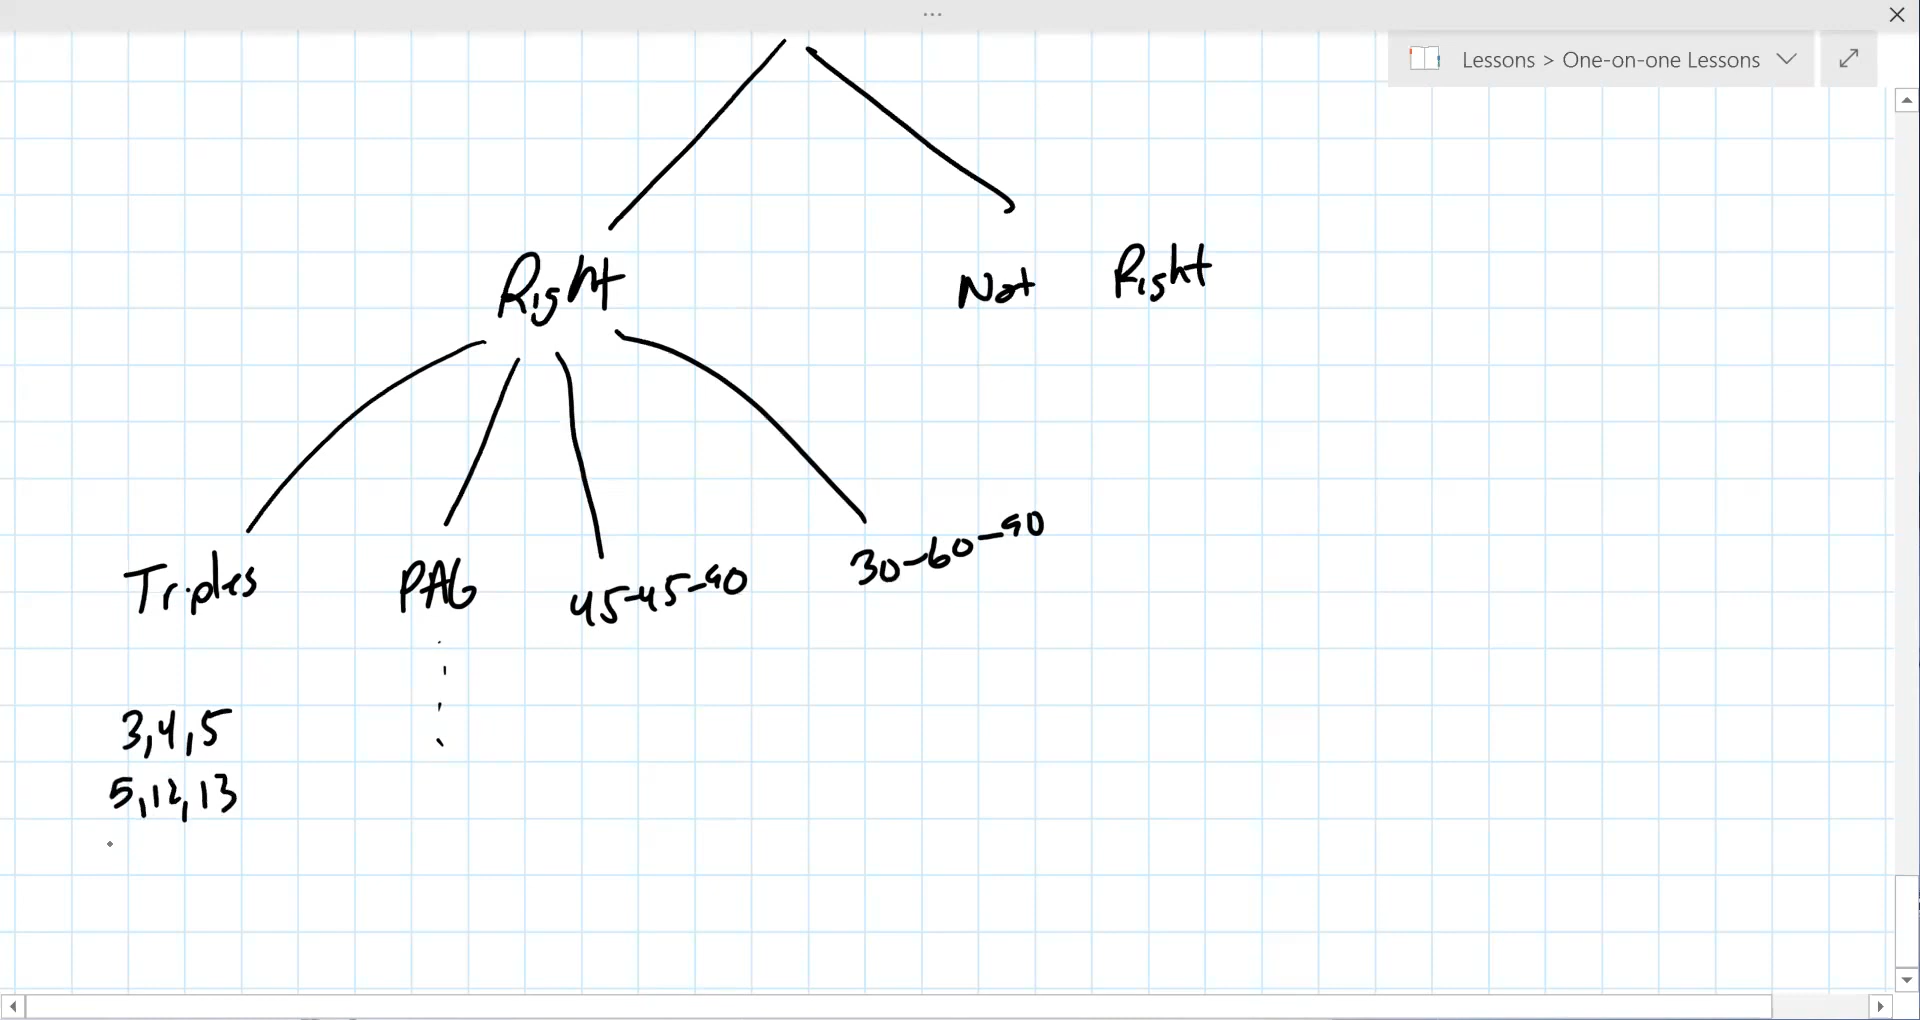 ...
Lessons > One-on-one Lessons
Right
Not Right
Triples
PAG
45-45-90
30-60-90
3,4,5
5,12,13